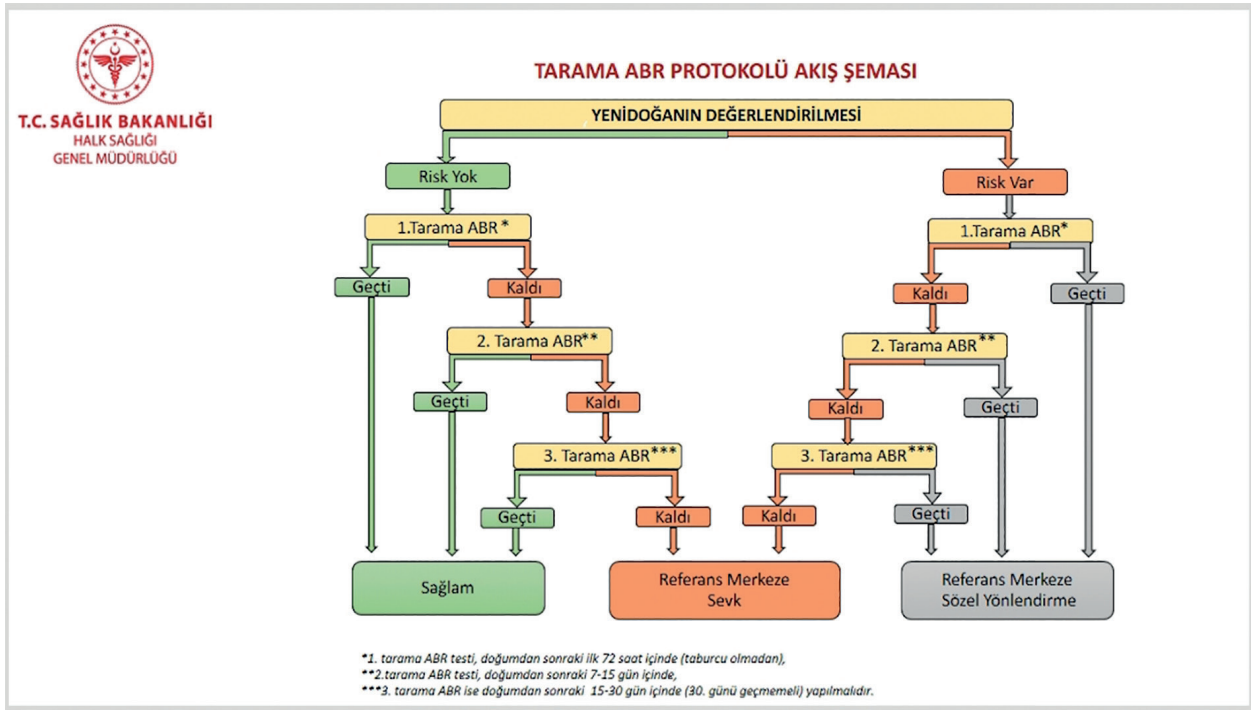 T.C. SAĞLIK BAKANLIĞI
HALK SAĞLIĞI
GENEL MÜDÜRLÜĞÜ
TARAMA ABR PROTOKOLÜ AKIŞ ŞEMASI
YENİDOĞANIN DEĞERLENDİRİLMESİ
Risk Yok
Risk Var
1.Tarama ABR *
1.Tarama ABR*
Geçti
Kaldı
Kaldı
Geçti
2. Tarama ABR**
2. Tarama ABR**
Geçti
Kaldı
Kaldı
Geçti
3. Tarama ABR***
3. Tarama ABR***
Geçti
Kaldı
Kaldı
Geçti
Sağlam
Referans Merkeze
Sevk
Referans Merkeze
Sözel Yönlendirme
*1. tarama ABR testi, doğumdan sonraki ilk 72 saat içinde (taburcu olmadan),
**2.tarama ABR testi, doğumdan sonraki 7-15 gün içinde,
***3. tarama ABR ise doğumdan sonraki 15-30 gün içinde (30. günü geçmemeli) yapılmalıdır.